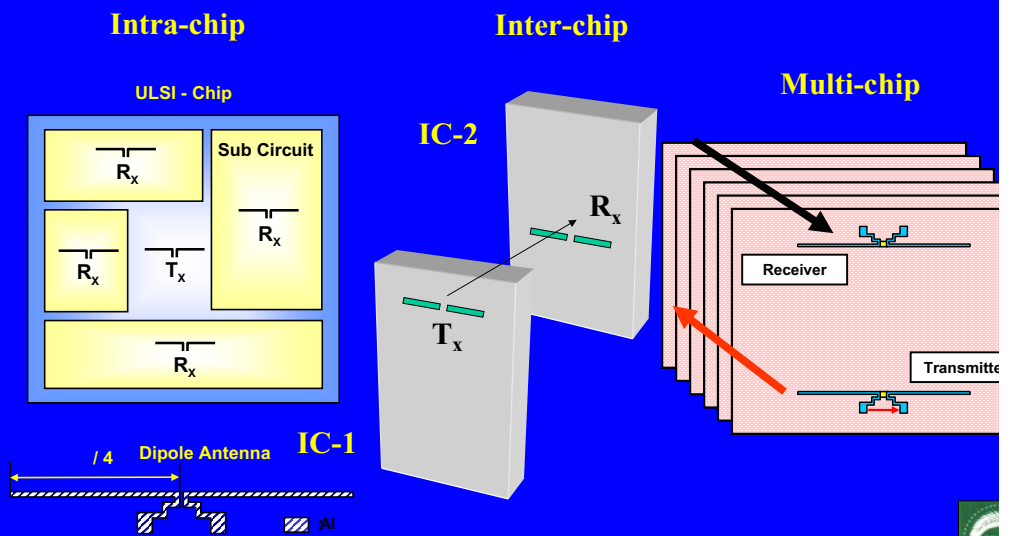 Intra-chip
Inter-chip
Multi-chip
ULSI - Chip
IC-2
Sub Circuit
Rx
Rx
Rx
Tx
Rx
Rx
Tx
Receiver
Transmitte
IC-1
Dipole Antenna
/ 4
:Al